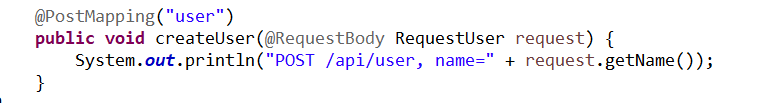 @PostMapping("user")
public void createUser(@RequestBody RequestUser request) {
System.out.println("POST /api/user, name=" + request.getName());
}